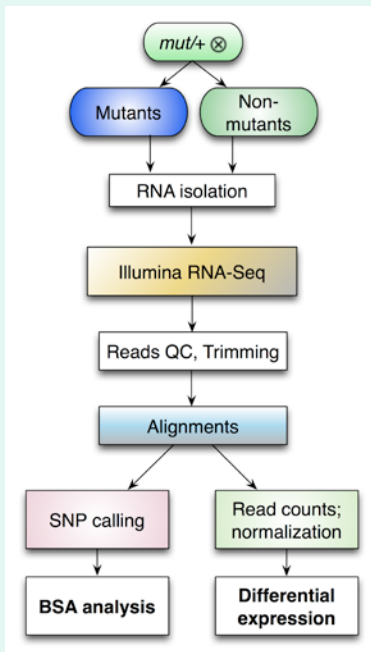 mut/+ ⊗
Mutants
Non-
mutants
RNA isolation
Illumina RNA-Seq
Reads QC, Trimming
Alignments
SNP calling
Read counts;
normalization
BSA analysis
Differential
expression